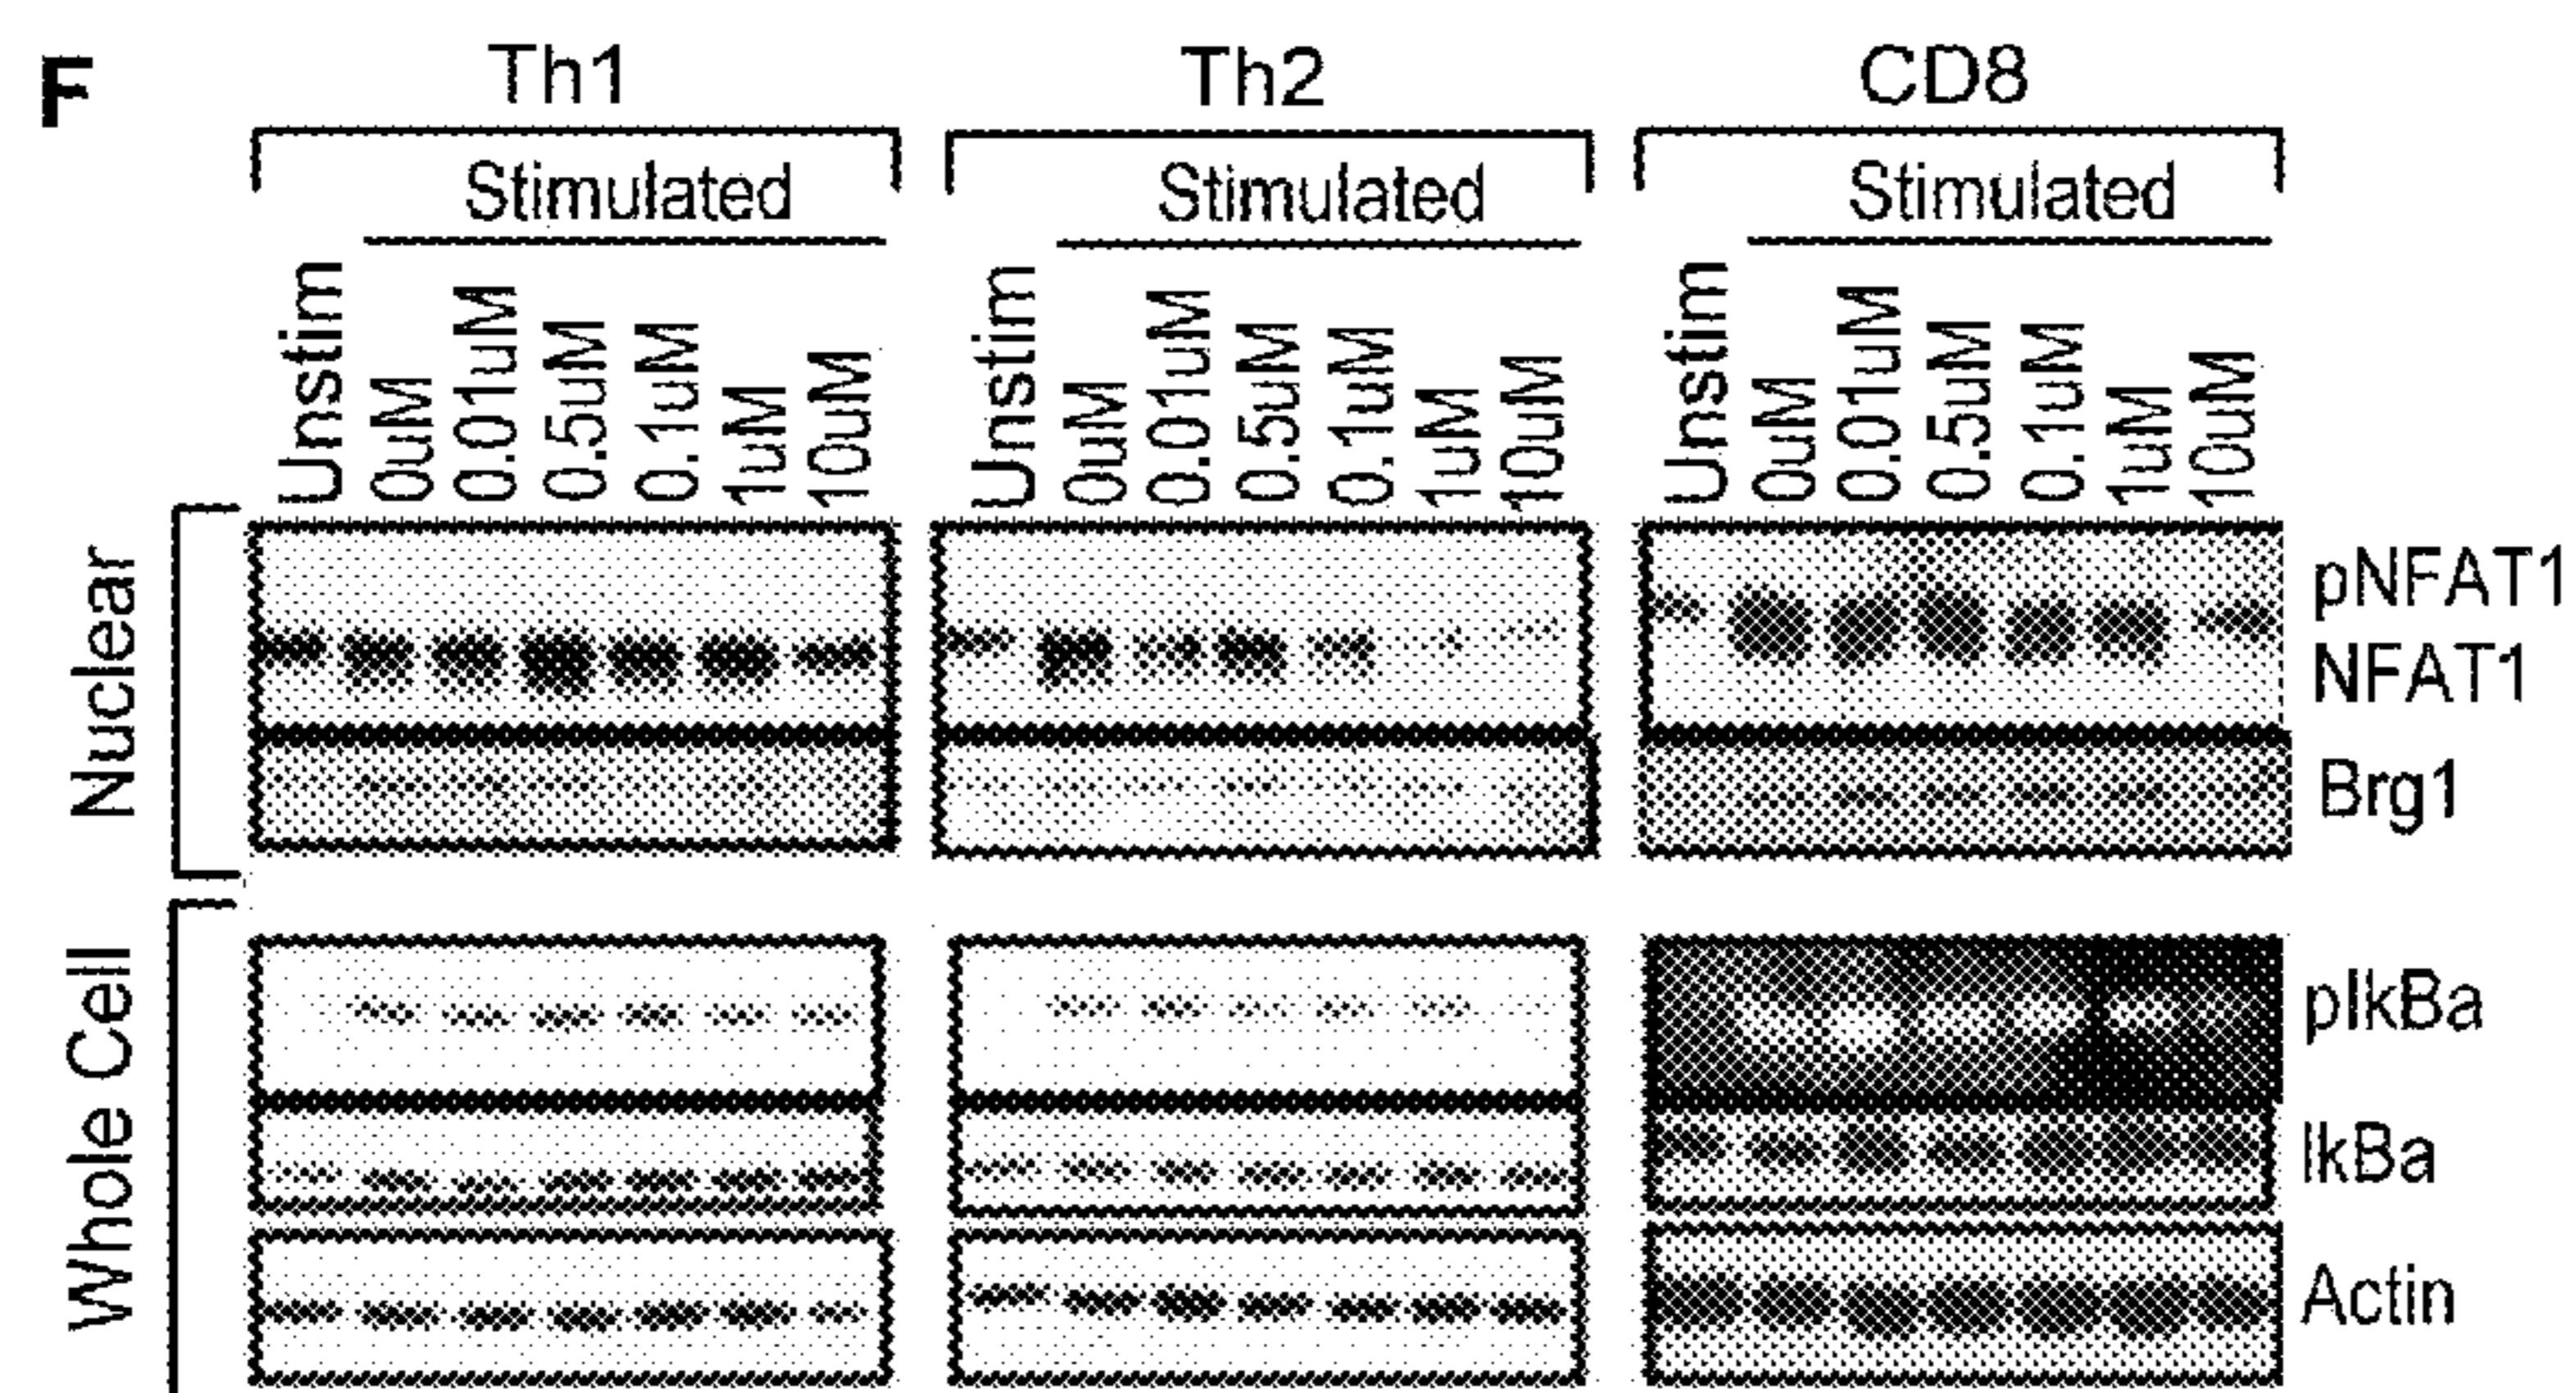 F
Th1 Th2 CD8
Stimulated Stimulated Stimulated
Unstim 0uM 0.01uM 0.5uM 0.1uM 1uM 10uM Unstim 0uM 0.01uM 0.5uM 0.1uM 1uM 10uM Unstim 0uM 0.01uM 0.5uM 0.1uM 1uM 10uM
Nuclear
pNFAT1
NFAT1
Brg1
Whole Cell
pIkBa
IkBa
Actin